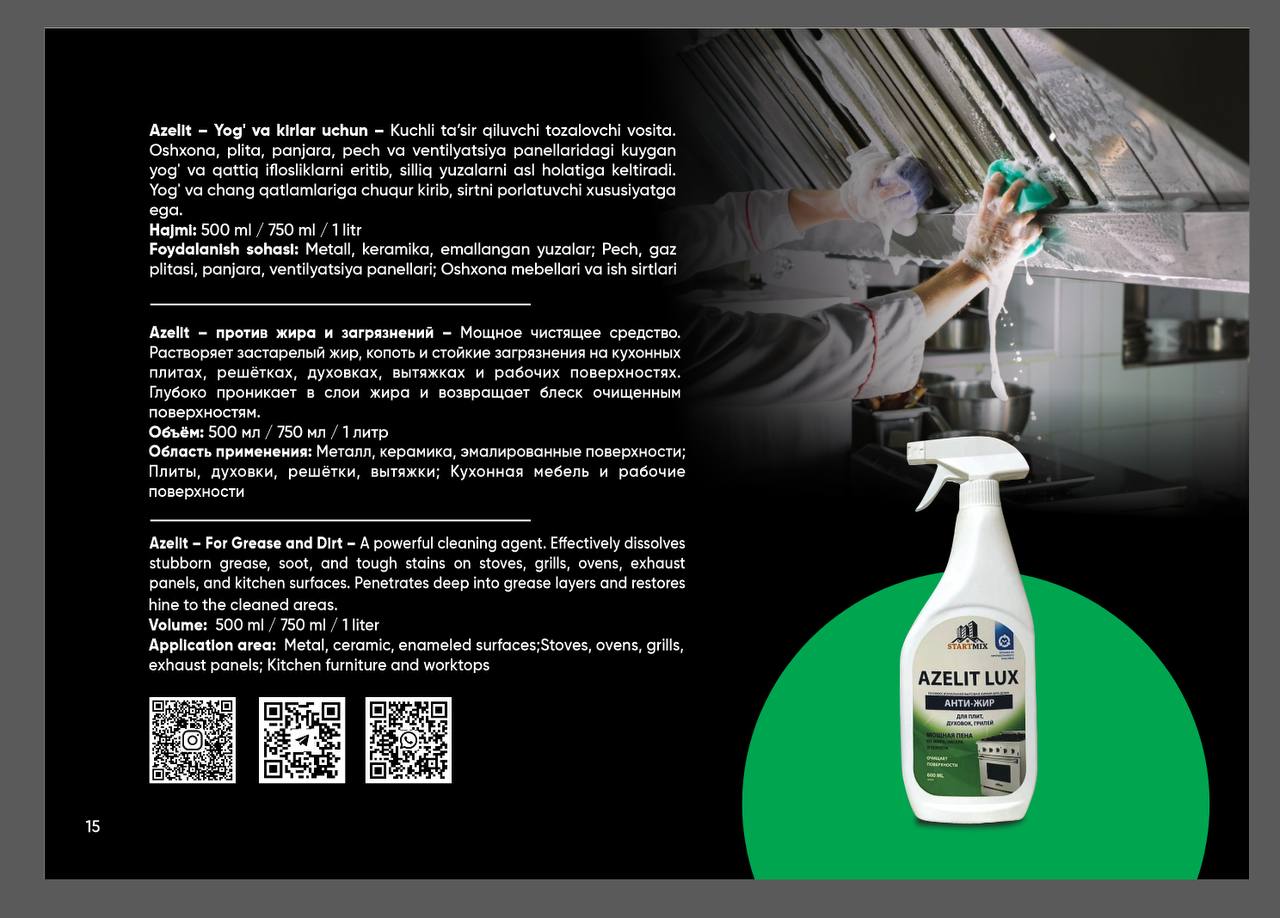 Azelit – Yog' va kirlar uchun – Kuchli ta’sir qiluvchi tozalovchi vosita.
Oshxona, plita, panjara, pech va ventilyatsiya panellaridagi kuygan
yog' va qattiq iflosliklarni eritib, silliq yuzalarni asl holatiga keltiradi.
Yog' va chang qatlamlariga chuqur kirib, sirtni porlatuvchi xususiyatga
ega.
Hajmi: 500 ml / 750 ml / 1 litr
Foydalanish sohasi: Metall, keramika, emallangan yuzalar; Pech, gaz
plitasi, panjara, ventilyatsiya panellari; Oshxona mebellari va ish sirtlari
Azelit – против жира и загрязнений – Мощное чистящее средство.
Растворяет застарелый жир, копоть и стойкие загрязнения на кухонных
плитах, решётках, духовках, вытяжках и рабочих поверхностях.
Глубоко проникает в слои жира и возвращает блеск очищенным
поверхностям.
Объём: 500 мл / 750 мл / 1 литр
Область применения: Металл, керамика, эмалированные поверхности;
Плиты, духовки, решётки, вытяжки; Кухонная мебель и рабочие
поверхности
Azelit – For Grease and Dirt – A powerful cleaning agent. Effectively dissolves
stubborn grease, soot, and tough stains on stoves, grills, ovens, exhaust
panels, and kitchen surfaces. Penetrates deep into grease layers and restores
hine to the cleaned areas.
Volume: 500 ml / 750 ml / 1 liter
Application area: Metal, ceramic, enameled surfaces;Stoves, ovens, grills,
exhaust panels; Kitchen furniture and worktops
15
STARTMIX
AZELIT LUX
АНТИ-ЖИР
ДЛЯ ПЛИТ,
ДУХОВОК, ГРИЛЕЙ
МОЩНАЯ ПЕНА
ОЧИЩАЕТ
ПОВЕРХНОСТИ
600 ML